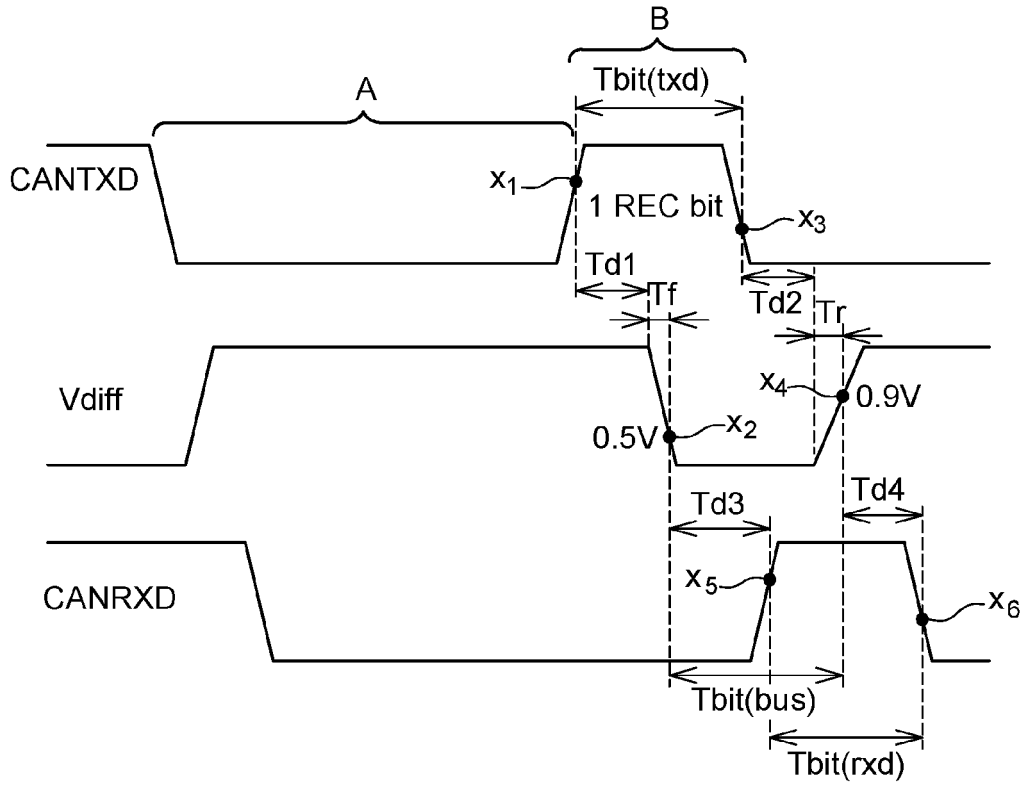 B
Tbit(txd)
A
CANTXD
x1
1 REC bit
x3
Td1
Tf
Td2
Tr
Vdiff
x4
0.9V
0.5V
x2
Td3
Td4
CANRXD
x5
x6
Tbit(bus)
Tbit(rxd)